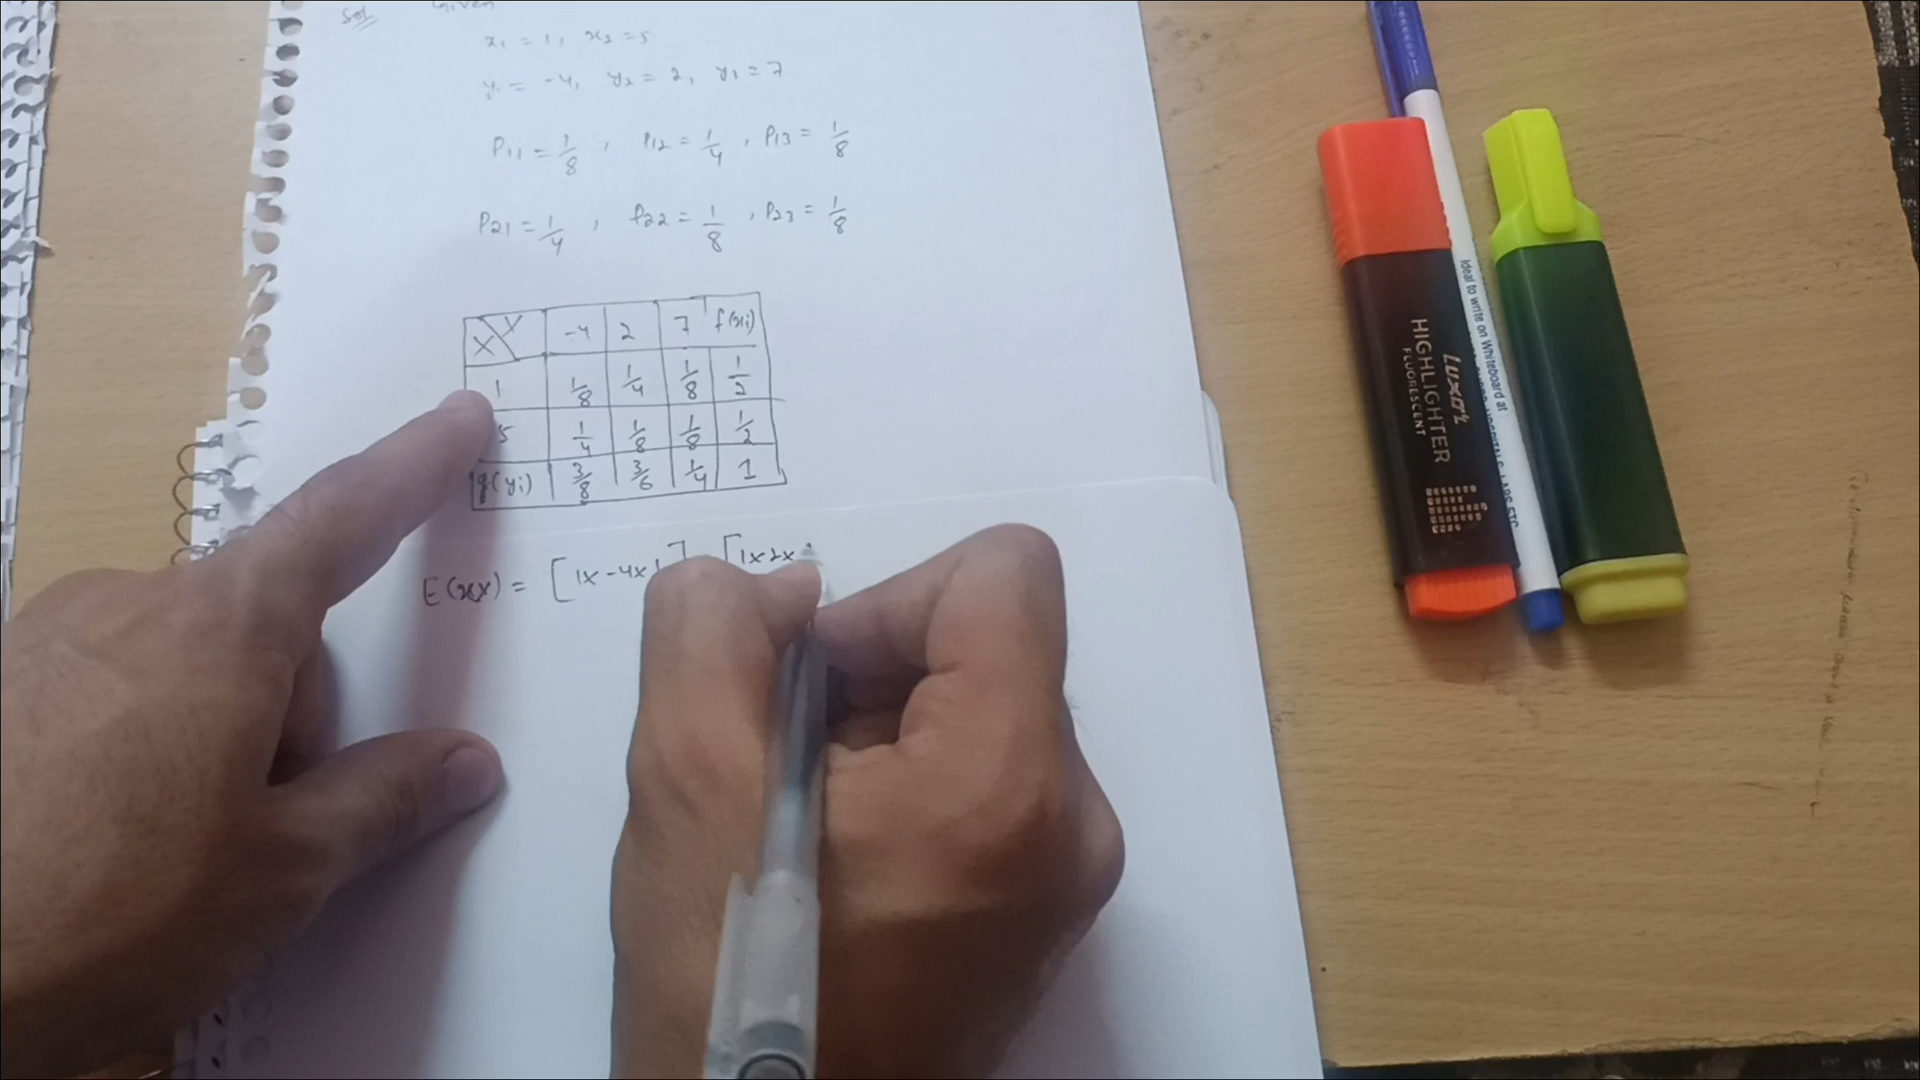 Sol Given
x1 = 1, x2 = 5
y1 = -4, y2 = 2, y3 = 7
P11 = 1/8, P12 = 1/4, P13 = 1/8
P21 = 1/4, P22 = 1/8, P23 = 1/8
X Y -4 2 7 f(xi)
1 1/8 1/4 1/8 1/2
5 1/4 1/8 1/8 1/2
g(yi) 3/8 3/6 1/4 1
E(xy) = [1x-4x ] [1x2x
Luxor
HIGHLIGHTER
FLUORESCENT
Ideal to write on Whiteboard at :